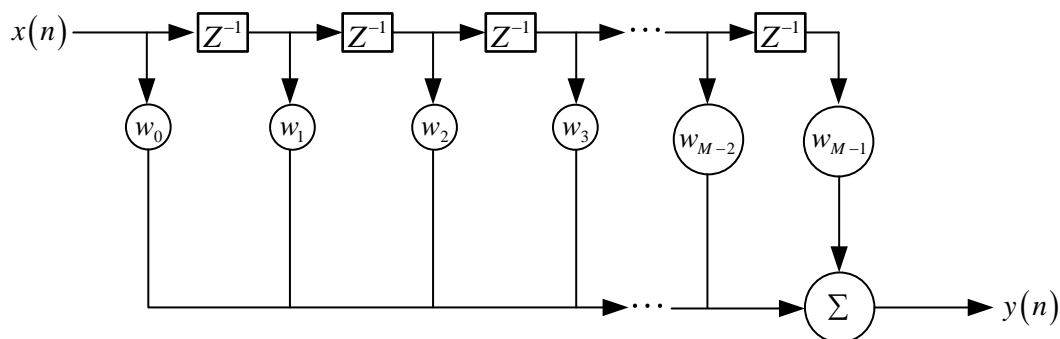 x(n) Z⁻¹ Z⁻¹ Z⁻¹ ··· Z⁻¹
w₀ w₁ w₂ w₃ w_{M−2} w_{M−1}
··· Σ y(n)